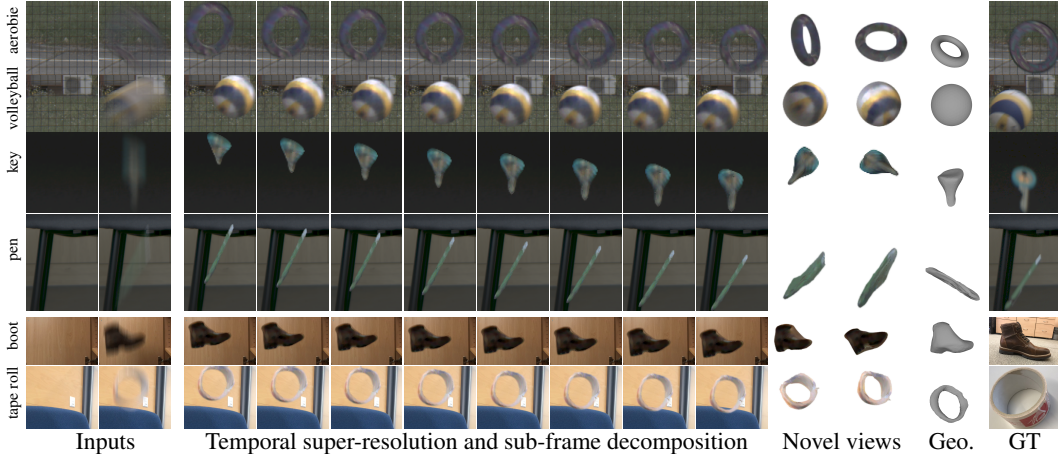 aerobie
volleyball
key
pen
boot
tape roll
Inputs Temporal super-resolution and sub-frame decomposition Novel views Geo. GT